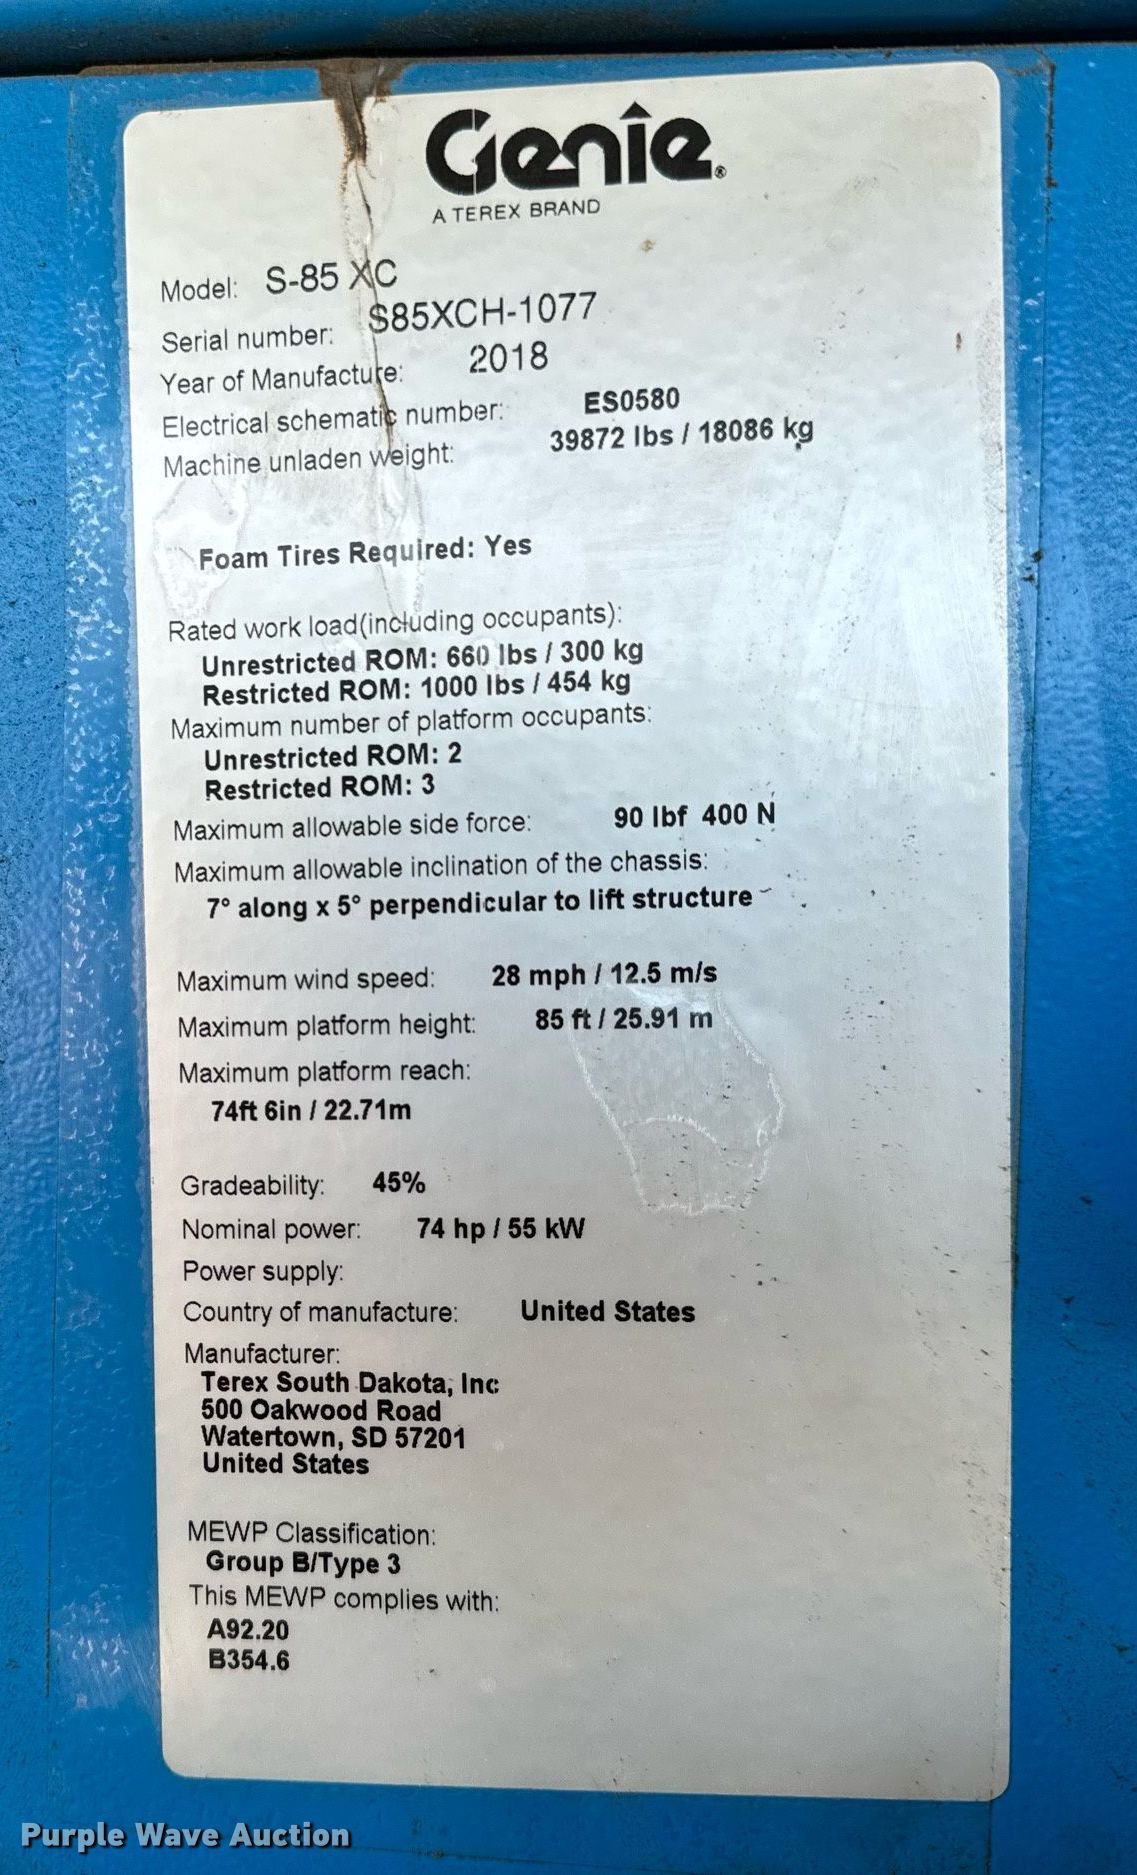 Genie®
A TEREX BRAND
Model: S-85 XC
Serial number: S85XCH-1077
Year of Manufacture: 2018
Electrical schematic number: ES0580
Machine unladen weight: 39872 lbs / 18086 kg
Foam Tires Required: Yes
Rated work load(including occupants):
Unrestricted ROM: 660 lbs / 300 kg
Restricted ROM: 1000 lbs / 454 kg
Maximum number of platform occupants:
Unrestricted ROM: 2
Restricted ROM: 3
Maximum allowable side force: 90 lbf 400 N
Maximum allowable inclination of the chassis:
7° along x 5° perpendicular to lift structure
Maximum wind speed: 28 mph / 12.5 m/s
Maximum platform height: 85 ft / 25.91 m
Maximum platform reach:
74ft 6in / 22.71m
Gradeability: 45%
Nominal power: 74 hp / 55 kW
Power supply:
Country of manufacture: United States
Manufacturer:
Terex South Dakota, Inc
500 Oakwood Road
Watertown, SD 57201
United States
MEWP Classification:
Group B/Type 3
This MEWP complies with:
A92.20
B354.6
Purple Wave Auction